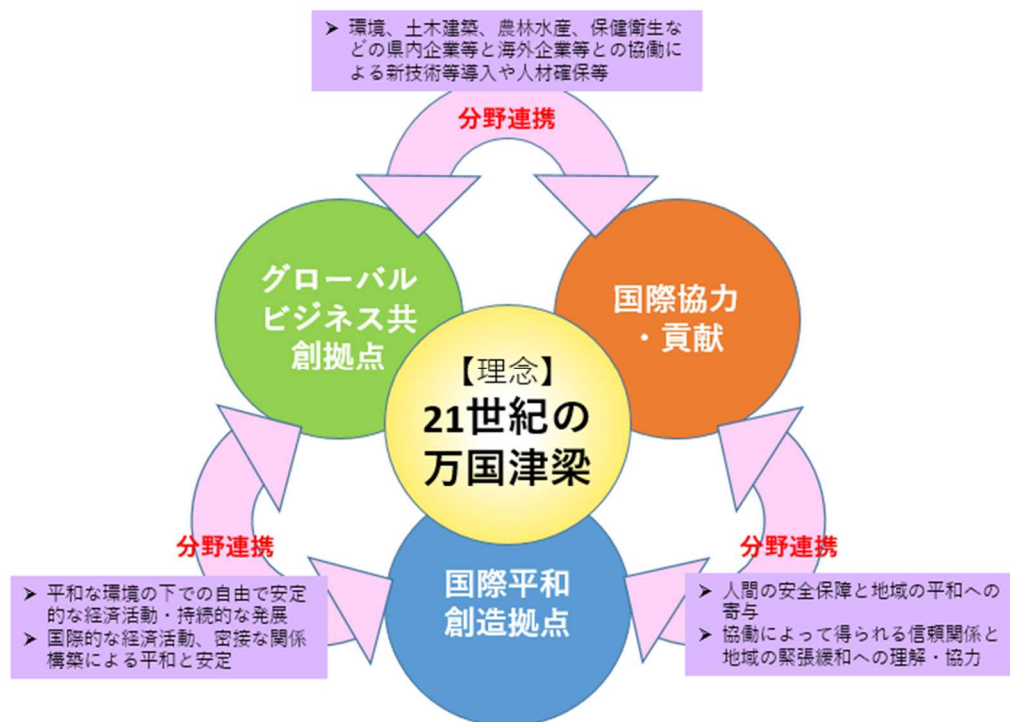 ➤ 環境、土木建築、農林水産、保健衛生な
どの県内企業等と海外企業等との協働に
よる新技術等導入や人材確保等
分野連携
グローバル
ビジネス共
創拠点
国際協力
・貢献
【理念】
21世紀の
万国津梁
分野連携
➤ 平和な環境の下での自由で安定
的な経済活動・持続的な発展
➤ 国際的な経済活動、密接な関係
構築による平和と安定
国際平和
創造拠点
分野連携
➤ 人間の安全保障と地域の平和への
寄与
➤ 協働によって得られる信頼関係と
地域の緊張緩和への理解・協力